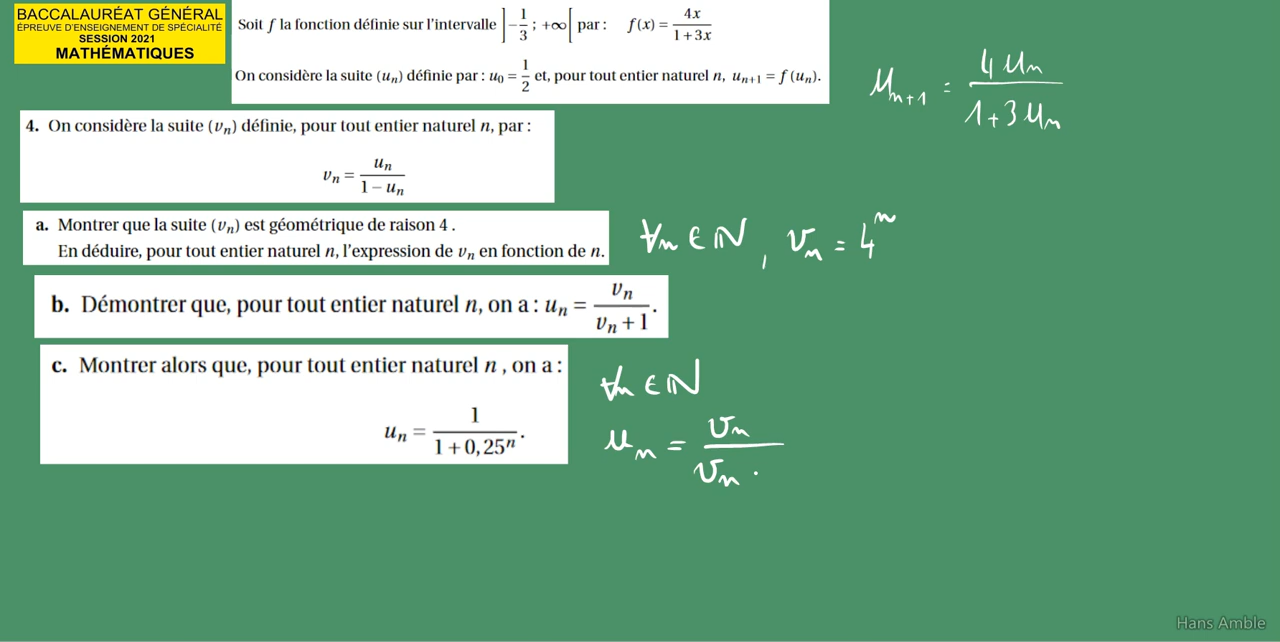 BACCALAURÉAT GÉNÉRAL
ÉPREUVE D'ENSEIGNEMENT DE SPÉCIALITÉ
SESSION 2021
MATHÉMATIQUES
Soit f la fonction définie sur l'intervalle ]−1/3 ; +∞[ par : f(x) = 4x/(1+3x)
On considère la suite (uₙ) définie par : u₀ = 1/2 et, pour tout entier naturel n, uₙ₊₁ = f(uₙ).
uₙ₊₁ = 4uₙ/(1+3uₙ)
4. On considère la suite (vₙ) définie, pour tout entier naturel n, par :
vₙ = uₙ/(1−uₙ)
a. Montrer que la suite (vₙ) est géométrique de raison 4 .
En déduire, pour tout entier naturel n, l'expression de vₙ en fonction de n.
∀n ∈ ℕ, vₙ = 4ⁿ
b. Démontrer que, pour tout entier naturel n, on a : uₙ = vₙ/(vₙ+1).
c. Montrer alors que, pour tout entier naturel n , on a :
uₙ = 1/(1+0,25ⁿ).
∀n ∈ ℕ
uₙ = vₙ/(vₙ ·
Hans Amble